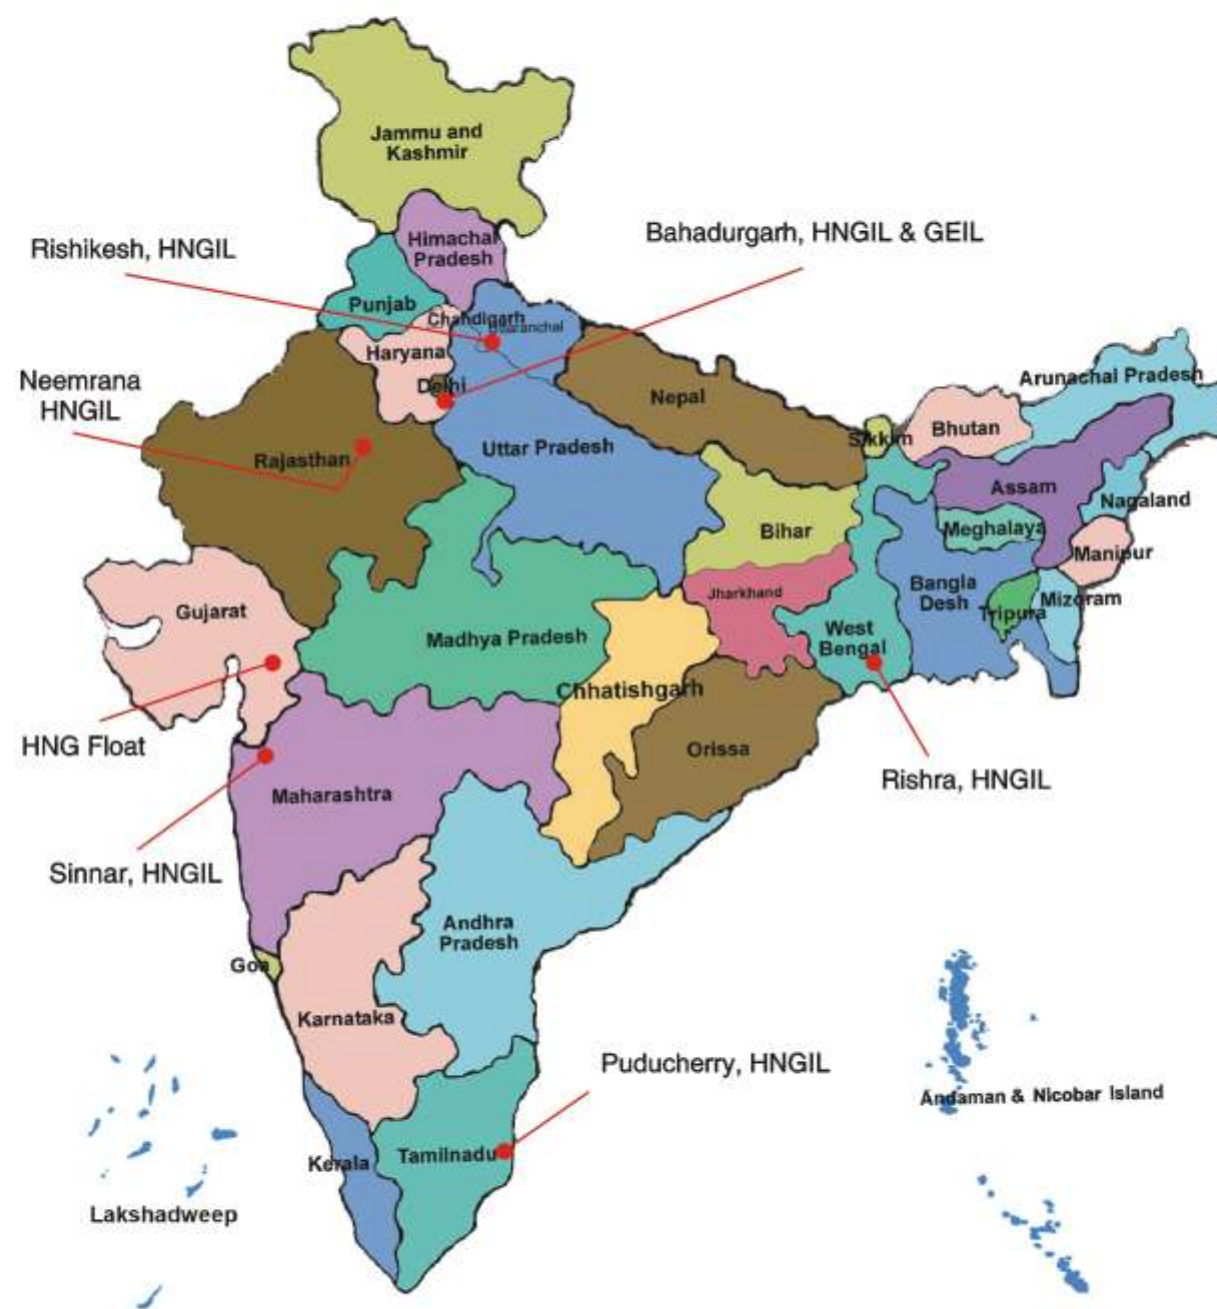 Jammu and
Kashmir
Rishikesh, HNGIL
Himachal
Pradesh
Bahadurgarh, HNGIL & GEIL
Punjab
Chandigarh
Uttaranchal
Haryana
Neemrana
HNGIL
Delhi
Nepal
Arunachal Pradesh
Sikkim
Bhutan
Rajasthan
Uttar Pradesh
Assam
Nagaland
Bihar
Meghalaya
Manipur
Gujarat
Madhya Pradesh
Jharkhand
Bangla
Desh
Tripura
Mizoram
West
Bengal
Chhatishgarh
HNG Float
Orissa
Rishra, HNGIL
Maharashtra
Sinnar, HNGIL
Andhra
Pradesh
Goa
Karnataka
Puducherry, HNGIL
Andaman & Nicobar Island
Kerala
Tamilnadu
Lakshadweep